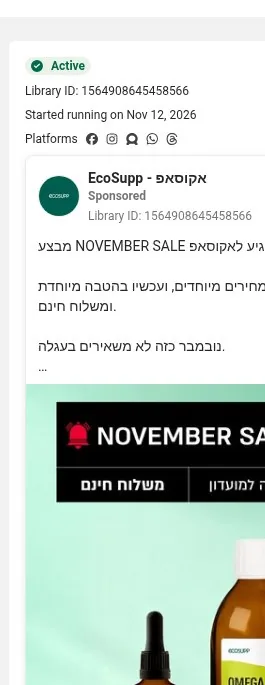 Active
Library ID: 1564908645458566
Started running on Nov 12, 2026
Platforms
EcoSupp - אקוסאפ
Sponsored
Library ID: 1564908645458566
מבצע NOVEMBER SALE גיע לאקוסאפ
מחירים מיוחדים, ועכשיו בהטבה מיוחדת
ומשלוח חינם.
נובמבר כזה לא משאירים בעגלה.
...
NOVEMBER SA
משלוח חינם
ה למועדון
ecosupp
OMEGA